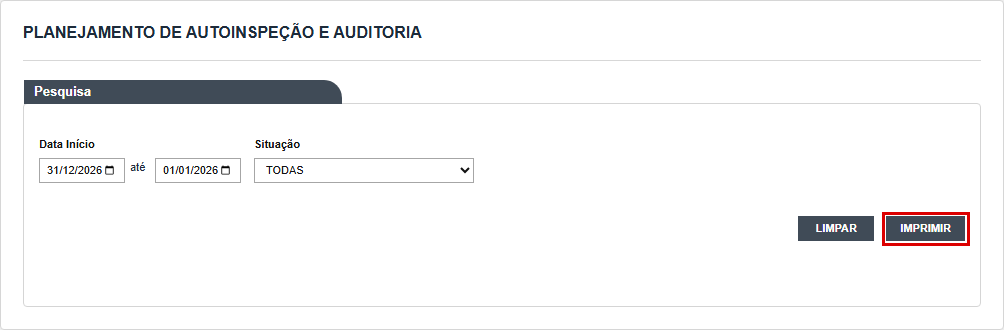 PLANEJAMENTO DE AUTOINSPEÇÃO E AUDITORIA
Pesquisa
Data Início Situação
31/12/2026 até 01/01/2026 TODAS
LIMPAR IMPRIMIR